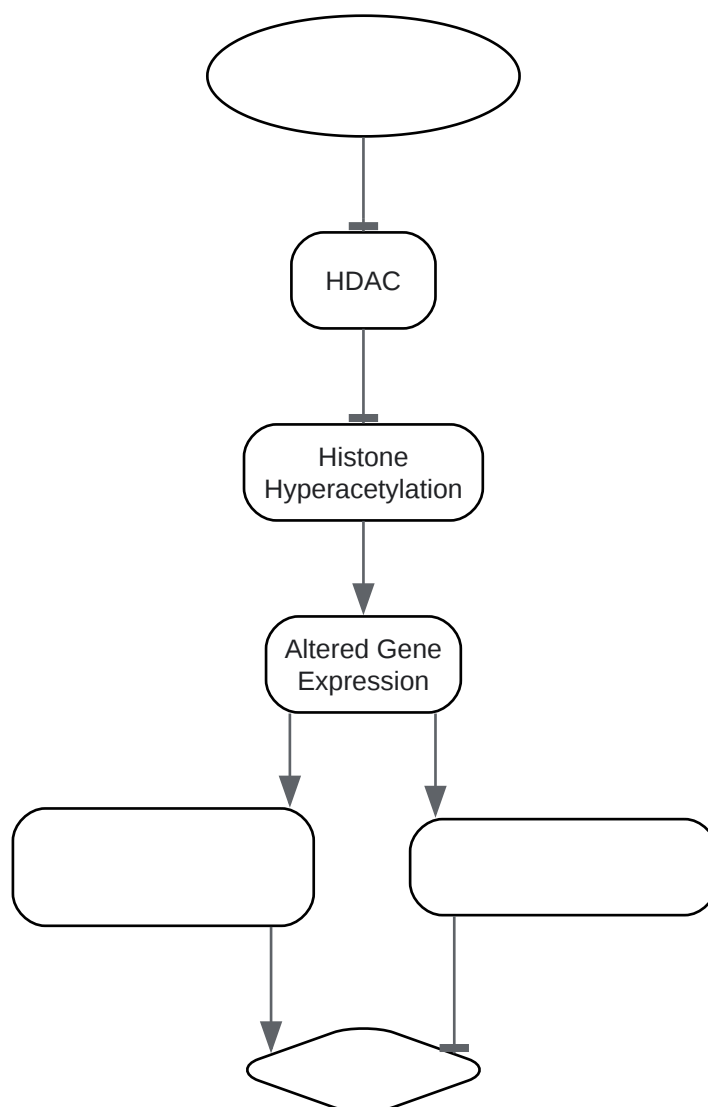 HDAC
Histone
Hyperacetylation
Altered Gene
Expression